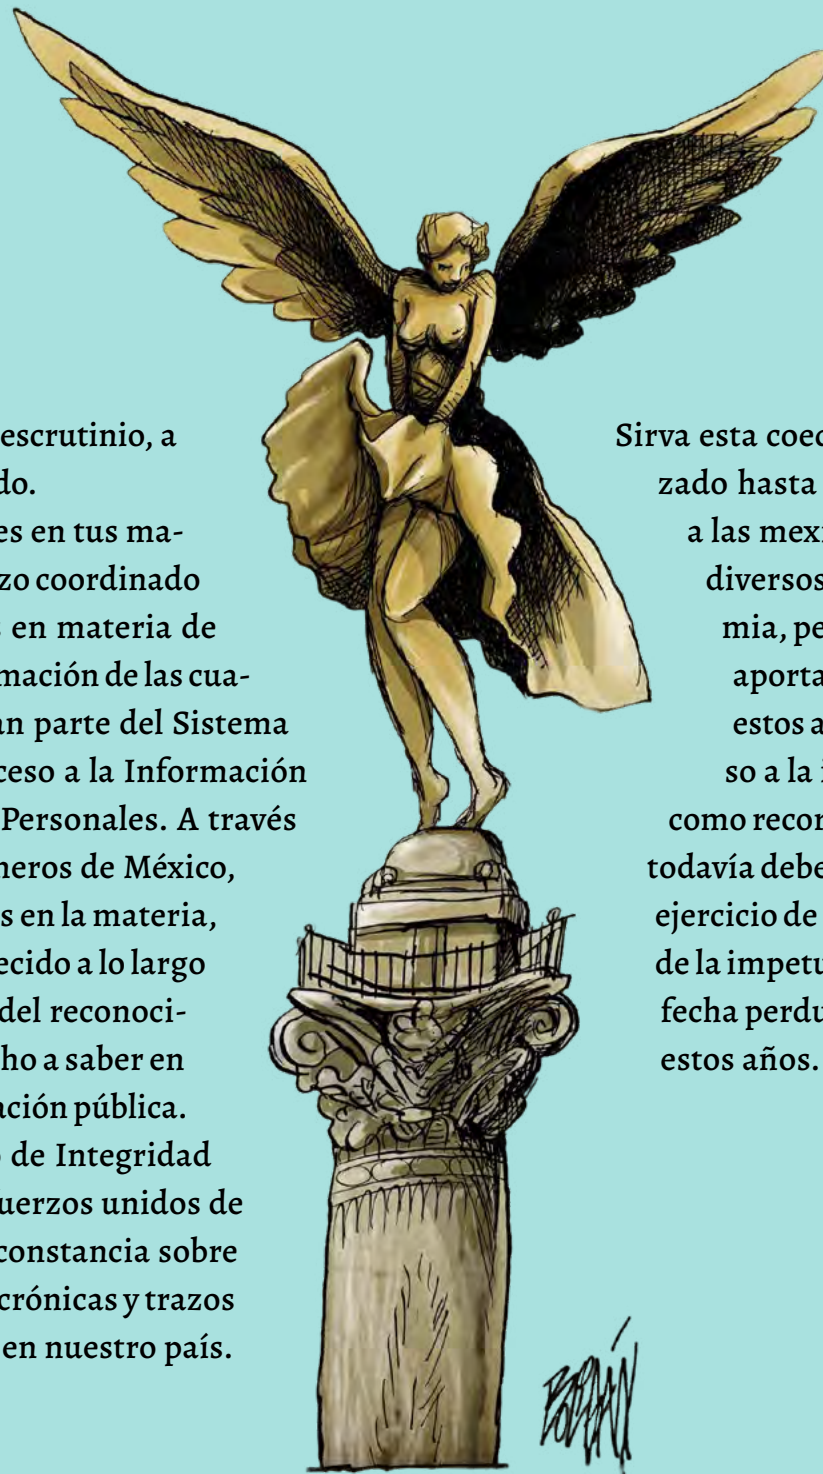 escrutinio, a
do.
es en tus ma-
zo coordinado
s en materia de
mación de las cua-
an parte del Sistema
ceso a la Información
Personales. A través
neros de México,
s en la materia,
ecido a lo largo
del reconoci-
ho a saber en
ación pública.
o de Integridad
uerzos unidos de
constancia sobre
crónicas y trazos
en nuestro país.
Sirva esta coed
zado hasta
a las mexi
diversos
mia, pe
aporta
estos a
so a la i
como recor
todavía debe
ejercicio de
de la impetu
fecha perdu
estos años.